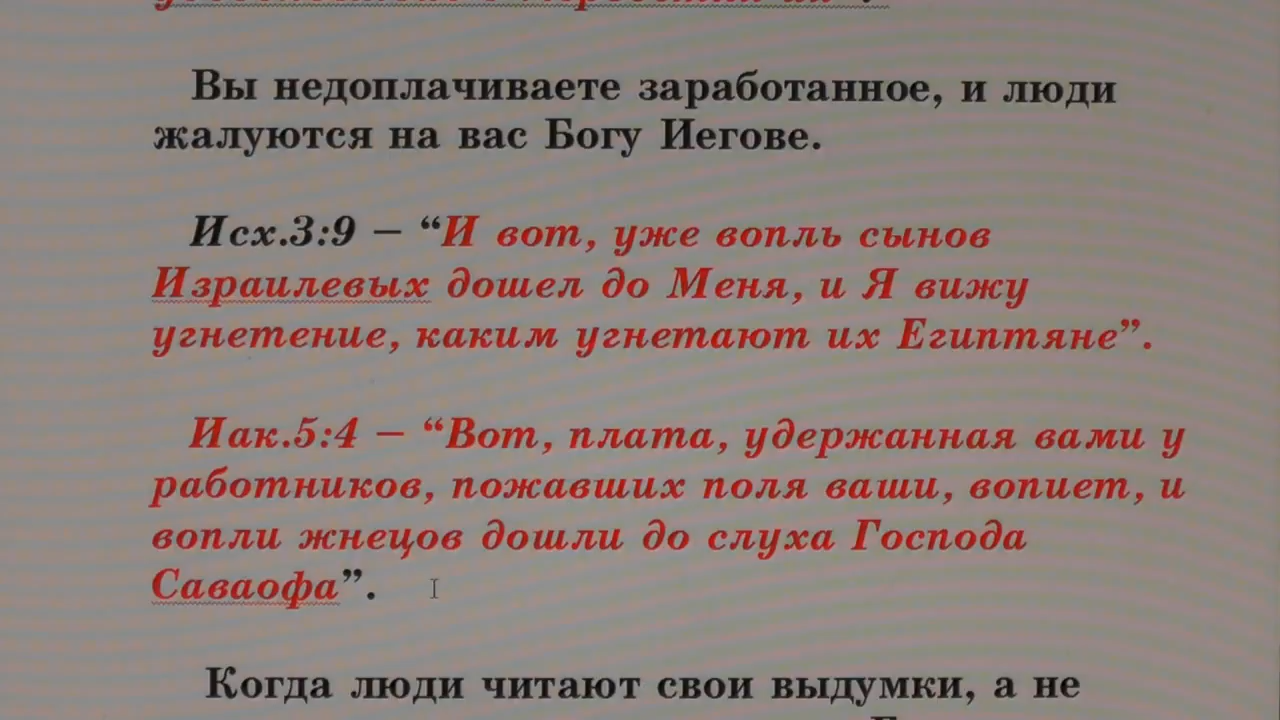 Вы недоплачиваете заработанное, и люди
жалуются на вас Богу Иегове.
Исх.3:9 – “И вот, уже вопль сынов
Израилевых дошел до Меня, и Я вижу
угнетение, каким угнетают их Египтяне”.
Иак.5:4 – “Вот, плата, удержанная вами у
работников, пожавших поля ваши, вопиет, и
вопли жнецов дошли до слуха Господа
Саваофа”.
Когда люди читают свои выдумки, а не